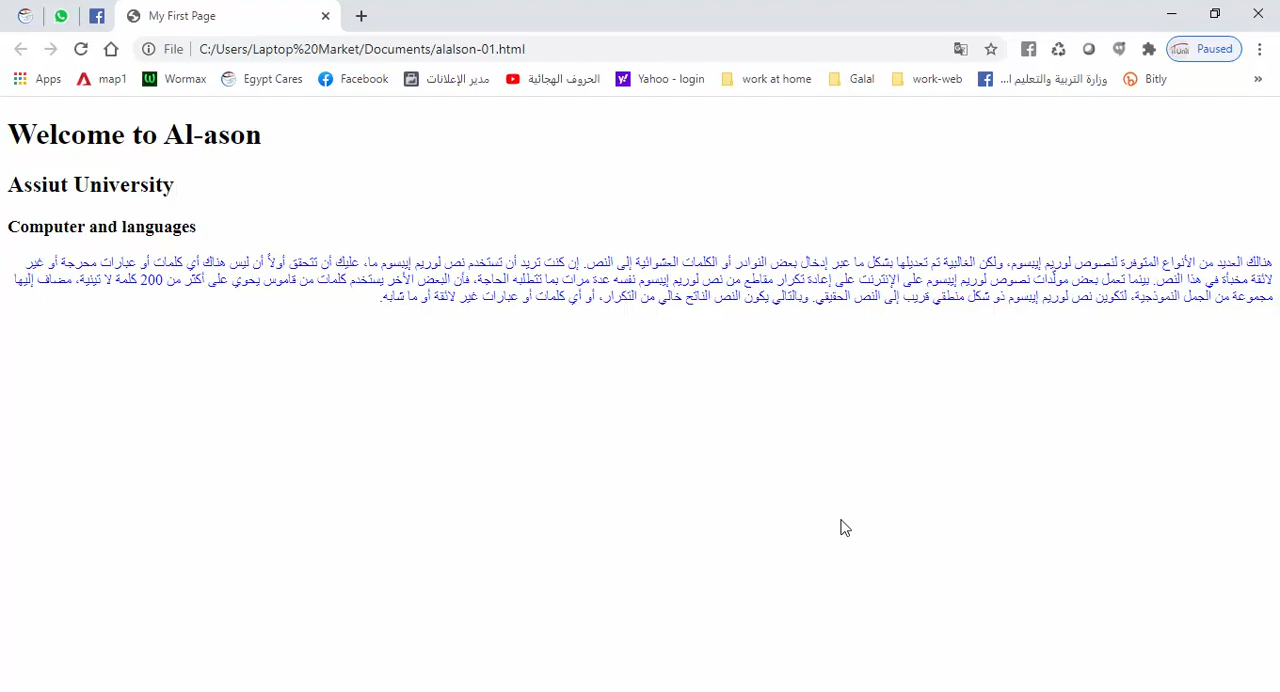 My First Page
File
C:/Users/Laptop%20Market/Documents/alalson-01.html
Paused
Apps
map1
Wormax
Egypt Cares
Facebook
مدير الإعلانات
الحروف الهجائية
Yahoo - login
work at home
Galal
work-web
وزارة التربية والتعليم ا...
Bitly
»
Welcome to Al-ason
Assiut University
Computer and languages
هنالك العديد من الأنواع المتوفرة لنصوص لوريم إيبسوم، ولكن الغالبية تم تعديلها بشكل ما عبر إدخال بعض النوادر أو الكلمات العشوائية إلى النص. إن كنت تريد أن تستخدم نص لوريم إيبسوم ما، عليك أن تتحقق أولاً أن ليس هناك أي كلمات أو عبارات محرجة أو غير
لائقة مخبأة في هذا النص. بينما تعمل بعض مولّدات نصوص لوريم إيبسوم على الإنترنت على إعادة تكرار مقاطع من نص لوريم إيبسوم نفسه عدة مرات بما تتطلبه الحاجة، فأن البعض الأخر يستخدم كلمات من قاموس يحوي على أكثر من 200 كلمة لا تينية، مضاف إليها
مجموعة من الجمل النموذجية، لتكوين نص لوريم إيبسوم ذو شكل منطقي قريب إلى النص الحقيقي. وبالتالي يكون النص الناتح خالي من التكرار، أو أي كلمات أو عبارات غير لائقة أو ما شابه.